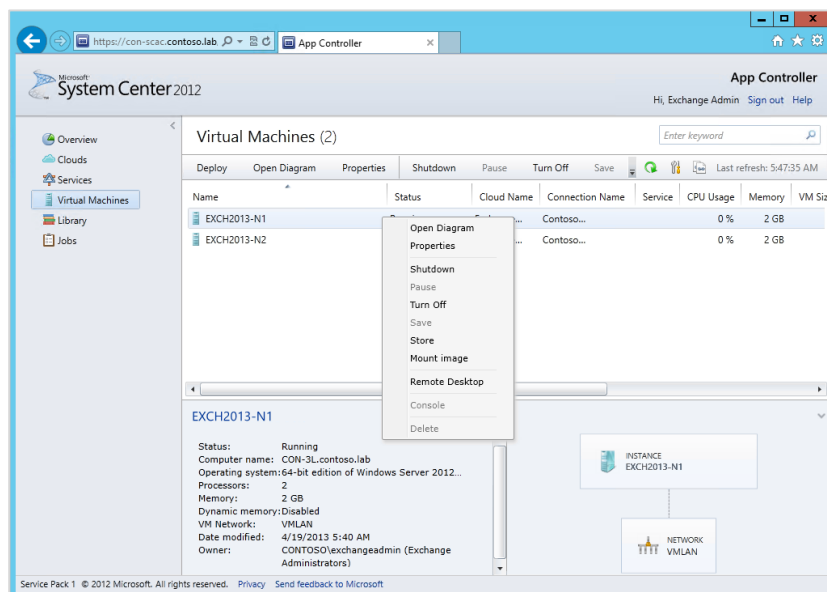 https://con-scac.contoso.lab
App Controller
Microsoft
System Center 2012
App Controller
Hi, Exchange Admin Sign out Help
Overview
Clouds
Services
Virtual Machines
Library
Jobs
Virtual Machines (2)
Enter keyword
Deploy Open Diagram Properties Shutdown Pause Turn Off Save Last refresh: 5:47:35 AM
Name Status Cloud Name Connection Name Service CPU Usage Memory VM Siz
EXCH2013-N1 Contoso... 0 % 2 GB
EXCH2013-N2 ... Contoso... 0 % 2 GB
Open Diagram
Properties
Shutdown
Pause
Turn Off
Save
Store
Mount image
Remote Desktop
Console
Delete
EXCH2013-N1
Status: Running
Computer name: CON-3L.contoso.lab
Operating system: 64-bit edition of Windows Server 2012...
Processors: 2
Memory: 2 GB
Dynamic memory: Disabled
VM Network: VMLAN
Date modified: 4/19/2013 5:40 AM
Owner: CONTOSO\exchangeadmin (Exchange
Administrators)
INSTANCE
EXCH2013-N1
NETWORK
VMLAN
Service Pack 1 © 2012 Microsoft. All rights reserved. Privacy Send feedback to Microsoft